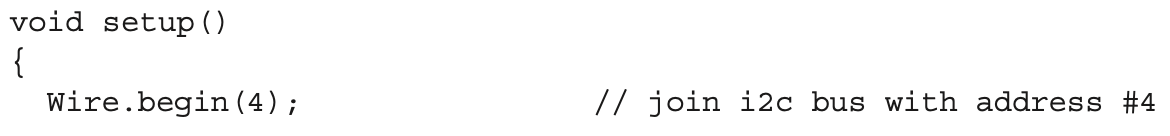 void setup()
{
  Wire.begin(4);                // join i2c bus with address #4